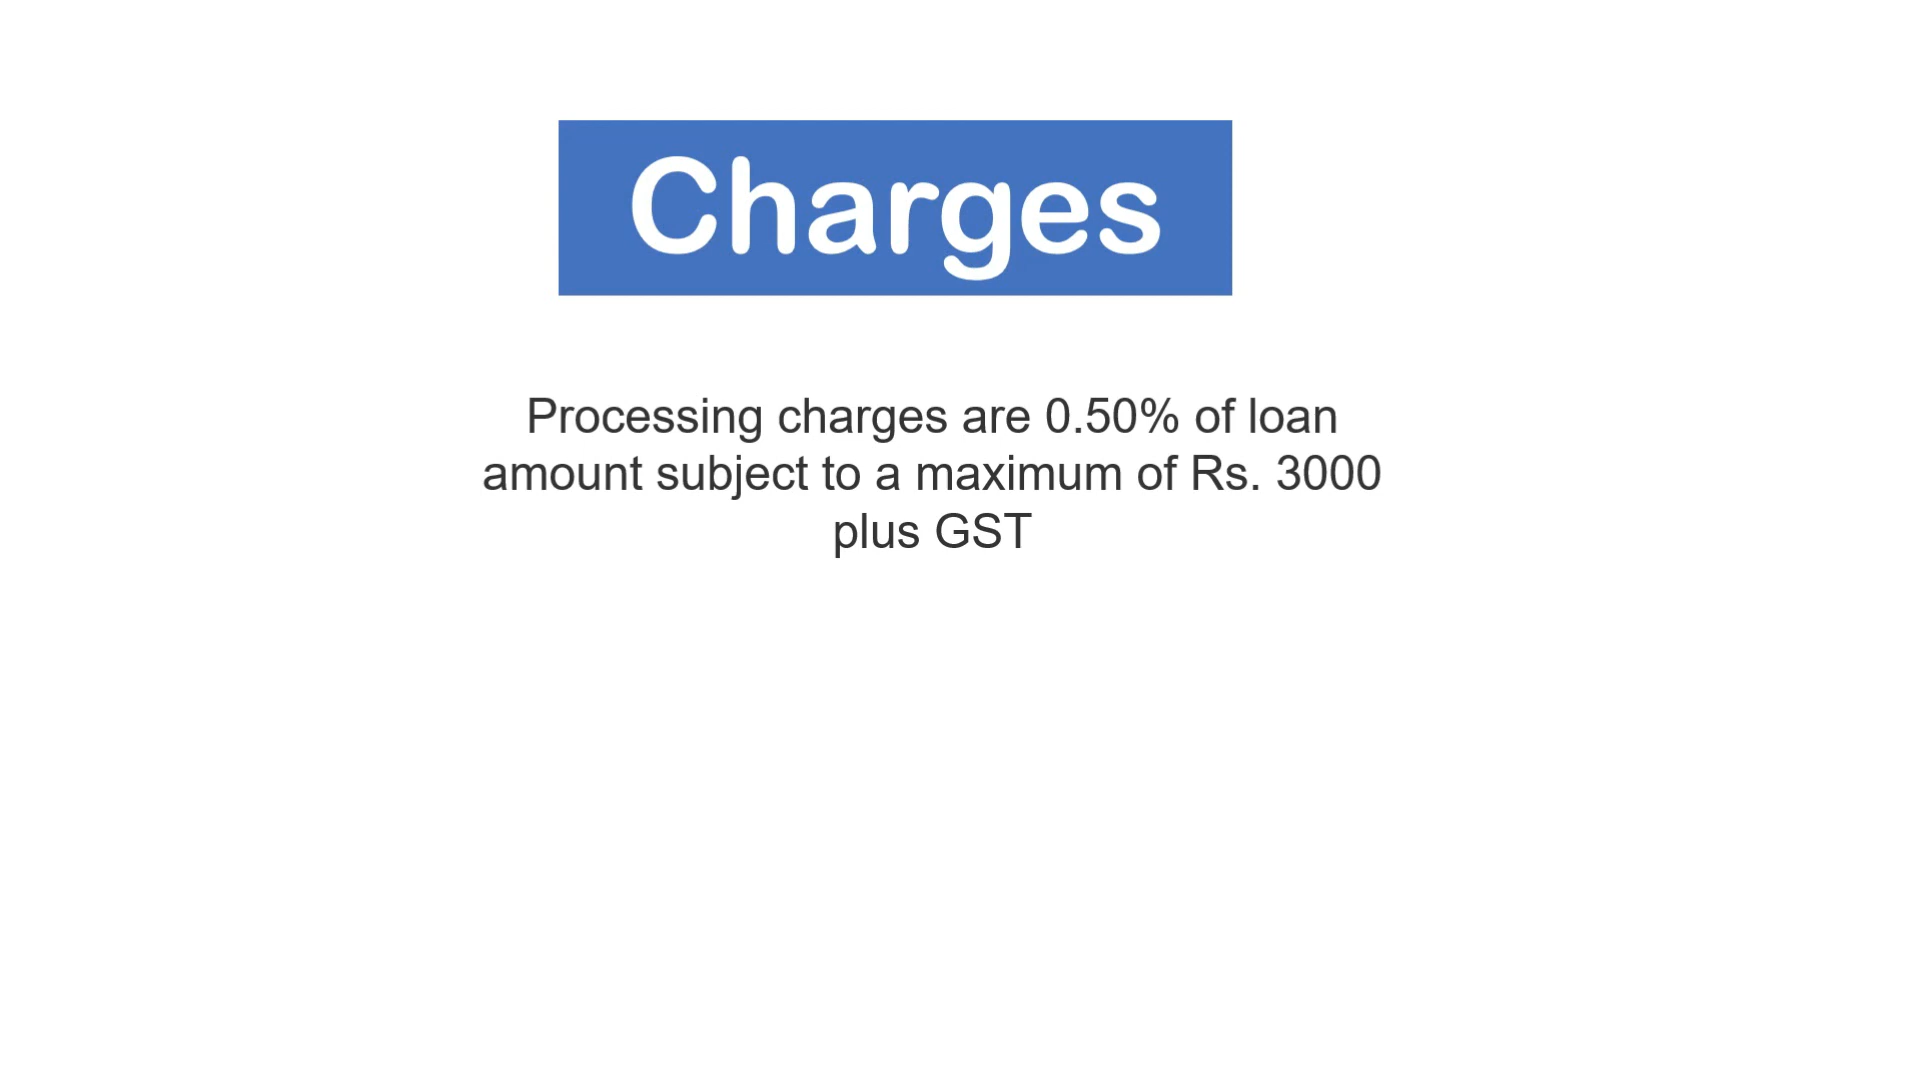 Charges
Processing charges are 0.50% of loan
amount subject to a maximum of Rs. 3000
plus GST